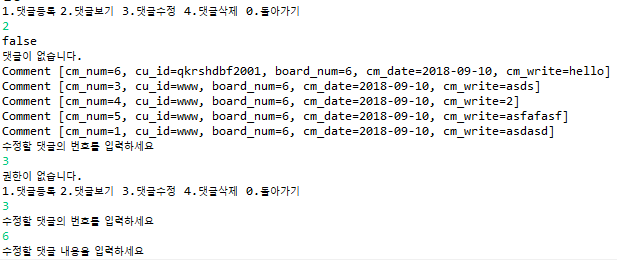 1.댓글등록 2.댓글보기 3.댓글수정 4.댓글삭제 0.돌아가기
2
false
댓글이 없습니다.
Comment [cm_num=6, cu_id=qkrshdbf2001, board_num=6, cm_date=2018-09-10, cm_write=hello]
Comment [cm_num=3, cu_id=www, board_num=6, cm_date=2018-09-10, cm_write=asds]
Comment [cm_num=4, cu_id=www, board_num=6, cm_date=2018-09-10, cm_write=2]
Comment [cm_num=5, cu_id=www, board_num=6, cm_date=2018-09-10, cm_write=asfafasf]
Comment [cm_num=1, cu_id=www, board_num=6, cm_date=2018-09-10, cm_write=asdasd]
수정할 댓글의 번호를 입력하세요
3
권한이 없습니다.
1.댓글등록 2.댓글보기 3.댓글수정 4.댓글삭제 0.돌아가기
3
수정할 댓글의 번호를 입력하세요
6
수정할 댓글 내용을 입력하세요